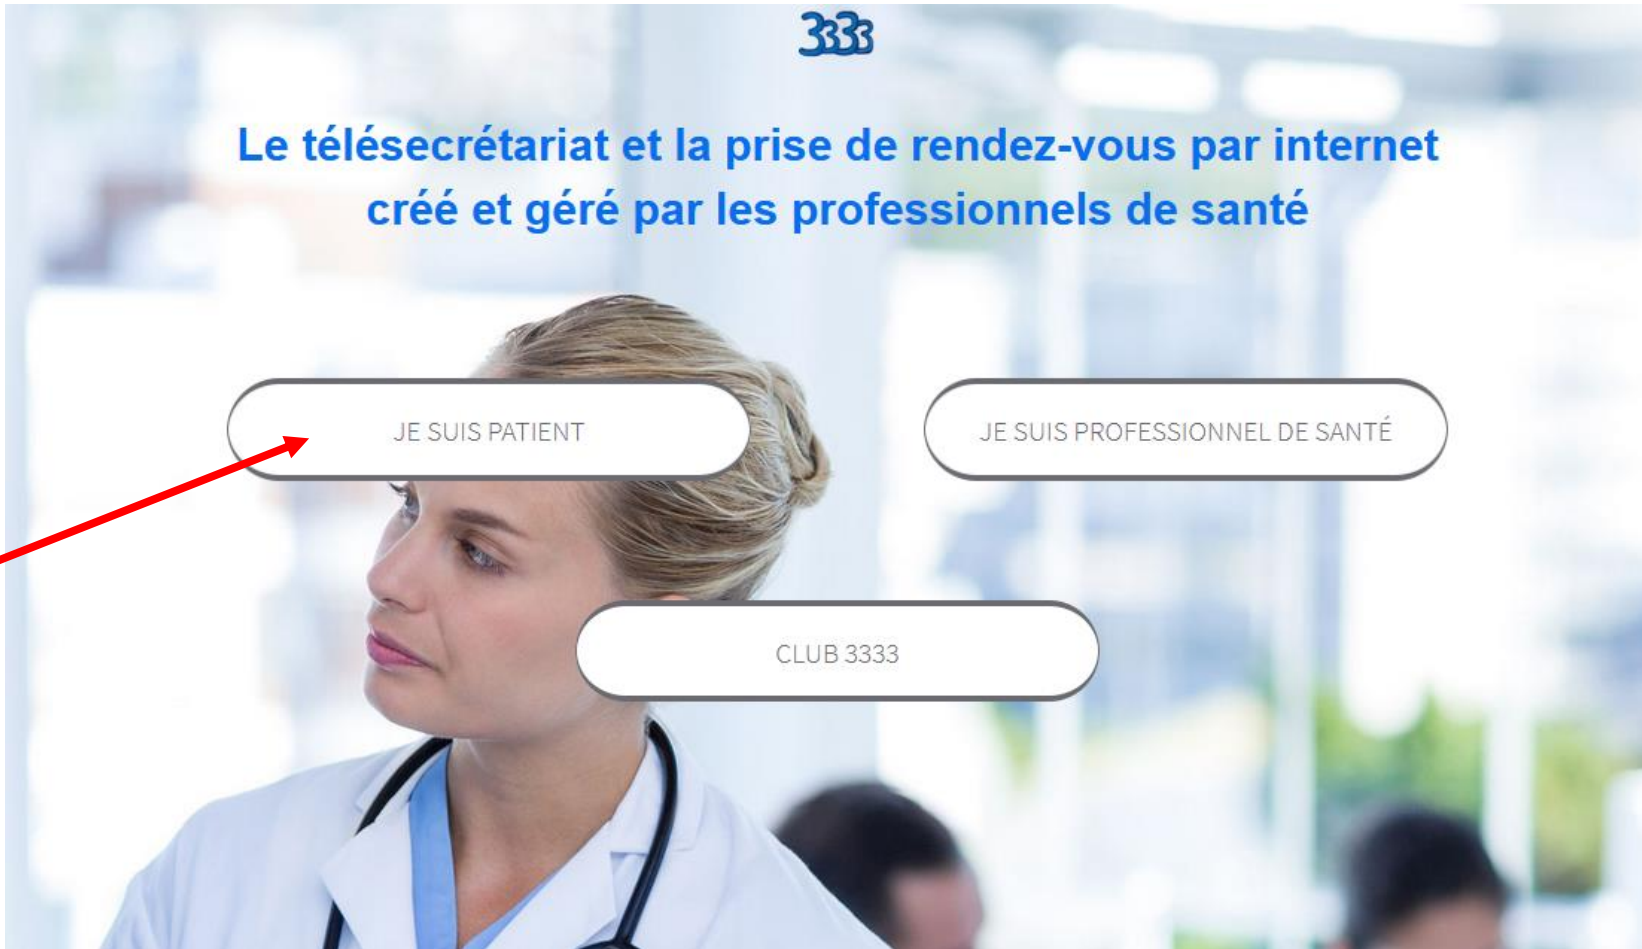 3333
Le télésecrétariat et la prise de rendez-vous par internet
créé et géré par les professionnels de santé
JE SUIS PATIENT
JE SUIS PROFESSIONNEL DE SANTÉ
CLUB 3333